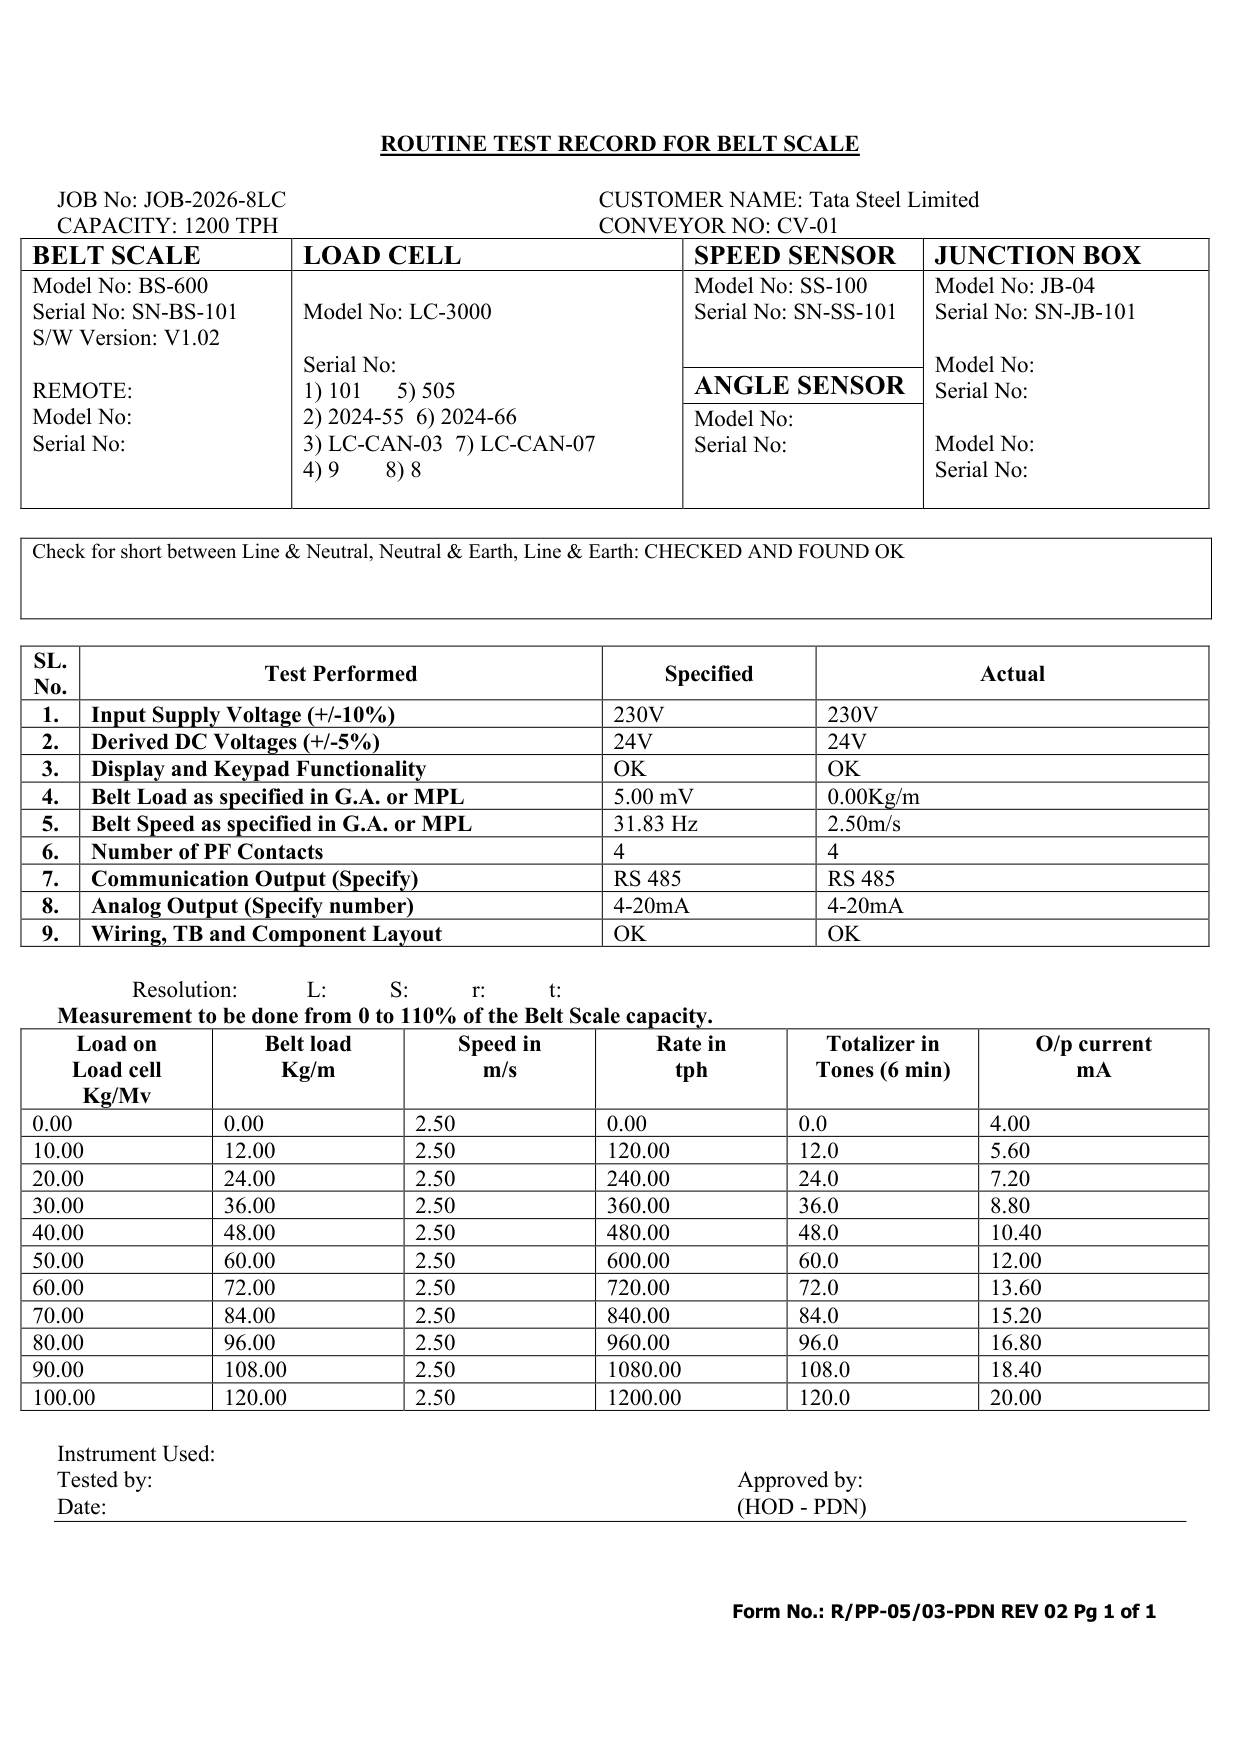 ROUTINE TEST RECORD FOR BELT SCALE
JOB No: JOB-2026-8LC CUSTOMER NAME: Tata Steel Limited
CAPACITY: 1200 TPH CONVEYOR NO: CV-01
BELT SCALE
Model No: BS-600
Serial No: SN-BS-101
S/W Version: V1.02
REMOTE:
Model No:
Serial No:
LOAD CELL
Model No: LC-3000
Serial No:
1) 101 5) 505
2) 2024-55 6) 2024-66
3) LC-CAN-03 7) LC-CAN-07
4) 9 8) 8
SPEED SENSOR
Model No: SS-100
Serial No: SN-SS-101
ANGLE SENSOR
Model No:
Serial No:
JUNCTION BOX
Model No: JB-04
Serial No: SN-JB-101
Model No:
Serial No:
Model No:
Serial No:
Check for short between Line & Neutral, Neutral & Earth, Line & Earth: CHECKED AND FOUND OK
SL. No. Test Performed Specified Actual
1. Input Supply Voltage (+/-10%) 230V 230V
2. Derived DC Voltages (+/-5%) 24V 24V
3. Display and Keypad Functionality OK OK
4. Belt Load as specified in G.A. or MPL 5.00 mV 0.00Kg/m
5. Belt Speed as specified in G.A. or MPL 31.83 Hz 2.50m/s
6. Number of PF Contacts 4 4
7. Communication Output (Specify) RS 485 RS 485
8. Analog Output (Specify number) 4-20mA 4-20mA
9. Wiring, TB and Component Layout OK OK
Resolution: L: S: r: t:
Measurement to be done from 0 to 110% of the Belt Scale capacity.
Load on Load cell Kg/Mv Belt load Kg/m Speed in m/s Rate in tph Totalizer in Tones (6 min) O/p current mA
0.00 0.00 2.50 0.00 0.0 4.00
10.00 12.00 2.50 120.00 12.0 5.60
20.00 24.00 2.50 240.00 24.0 7.20
30.00 36.00 2.50 360.00 36.0 8.80
40.00 48.00 2.50 480.00 48.0 10.40
50.00 60.00 2.50 600.00 60.0 12.00
60.00 72.00 2.50 720.00 72.0 13.60
70.00 84.00 2.50 840.00 84.0 15.20
80.00 96.00 2.50 960.00 96.0 16.80
90.00 108.00 2.50 1080.00 108.0 18.40
100.00 120.00 2.50 1200.00 120.0 20.00
Instrument Used:
Tested by: Approved by:
Date: (HOD - PDN)
Form No.: R/PP-05/03-PDN REV 02 Pg 1 of 1